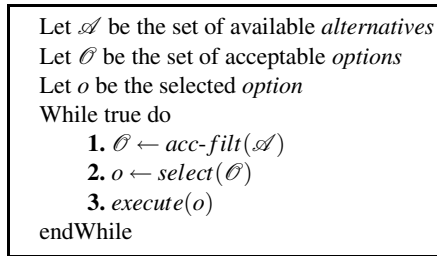 Let 𝒜 be the set of available alternatives
Let 𝒪 be the set of acceptable options
Let o be the selected option
While true do
1. 𝒪 ← acc-filt(𝒜)
2. o ← select(𝒪)
3. execute(o)
endWhile